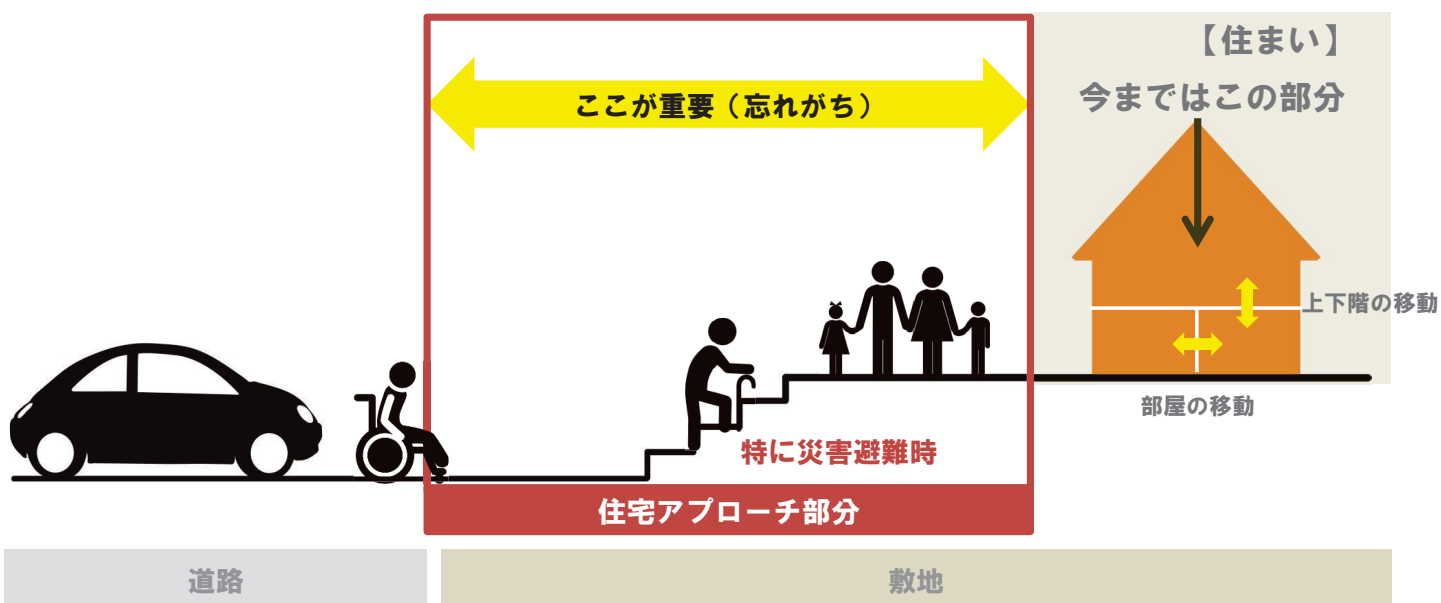 【住まい】
今まではこの部分
ここが重要（忘れがち）
上下階の移動
部屋の移動
特に災害避難時
住宅アプローチ部分
道路
敷地